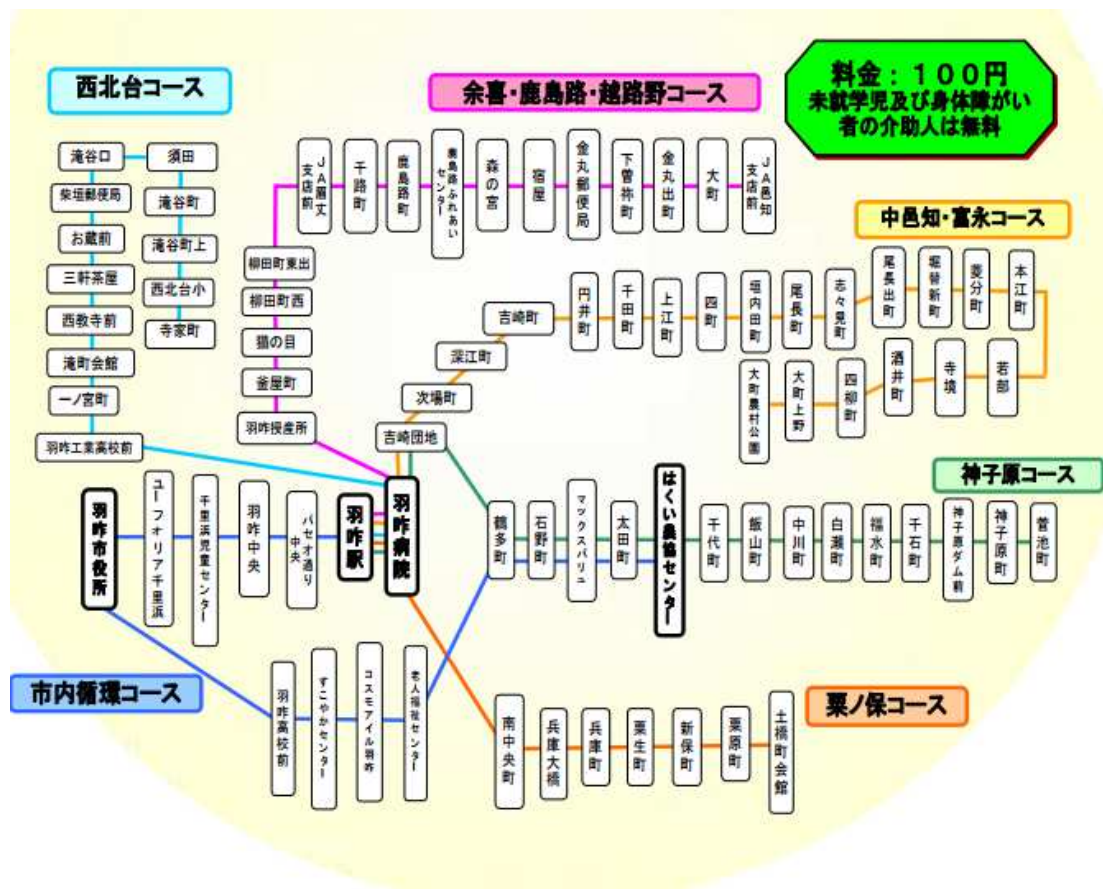 西北台コース
余喜・鹿島路・越路野コース
料金：１００円
未就学児及び身体障がい
者の介助人は無料
滝谷口
須田
柴垣郵便局
滝谷町
お蔵前
滝谷町上
三軒茶屋
西北台小
西教寺前
寺家町
滝町会館
一ノ宮町
羽咋工業高校前
ＪＡ眉丈
支店前
千路町
鹿島路町
鹿島路ふれあい
センター
森の宮
宿屋
金丸郵便局
下曽祢町
金丸出町
大町
ＪＡ邑知
支店前
柳田町東出
柳田町西
猫の目
釜屋町
羽咋授産所
中邑知・富永コース
吉崎町
深江町
次場町
吉崎団地
円井町
千田町
上江町
四町
垣内田町
尾長町
志々見町
尾長出町
堀替新町
菱分町
本江町
大町農村公園
大町上野
四柳町
酒井町
寺境
若部
神子原コース
羽咋市役所
ユーフォリア千里浜
千里浜児童センター
羽咋中央
パセオ通り
中央
羽咋駅
羽咋病院
鶴多町
石野町
マックスバリュ
太田町
はくい農協センター
千代町
飯山町
中川町
白瀬町
福水町
千石町
神子原ダム前
神子原町
菅池町
市内循環コース
羽咋高校前
すこやかセンター
コスモアイル羽咋
老人福祉センター
粟ノ保コース
南中央町
兵庫大橋
兵庫町
粟生町
新保町
粟原町
土橋町会館